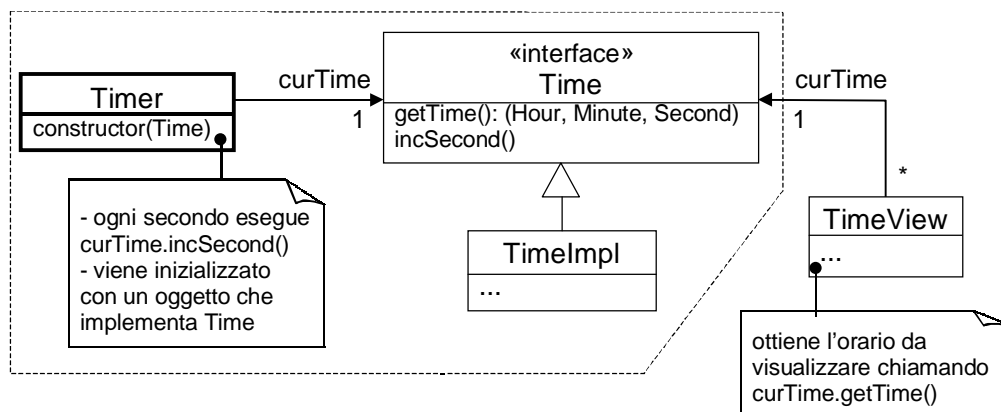 Timer
constructor(Time)
curTime
1
«interface»
Time
getTime(): (Hour, Minute, Second)
incSecond()
curTime
1
*
- ogni secondo esegue
curTime.incSecond()
- viene inizializzato
con un oggetto che
implementa Time
TimeImpl
...
TimeView
...
ottiene l'orario da
visualizzare chiamando
curTime.getTime()